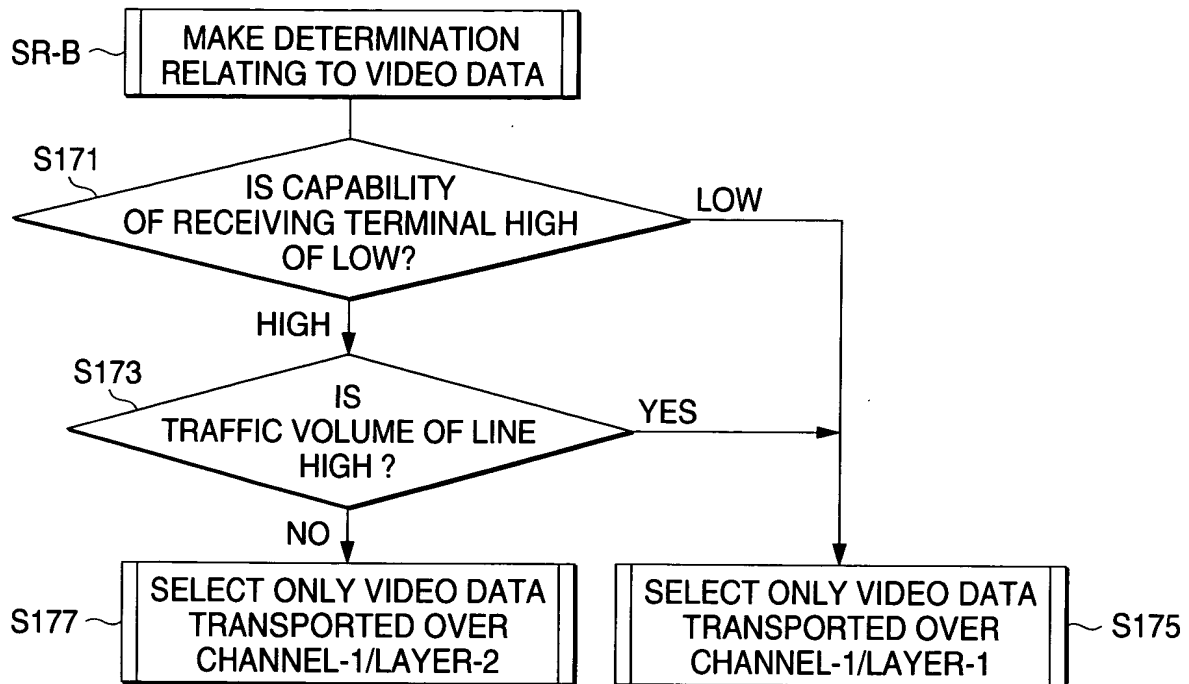 SR-B
MAKE DETERMINATION
RELATING TO VIDEO DATA
S171
IS CAPABILITY
OF RECEIVING TERMINAL HIGH
OF LOW?
LOW
HIGH
S173
IS
TRAFFIC VOLUME OF LINE
HIGH ?
YES
NO
S177
SELECT ONLY VIDEO DATA
TRANSPORTED OVER
CHANNEL-1/LAYER-2
SELECT ONLY VIDEO DATA
TRANSPORTED OVER
CHANNEL-1/LAYER-1
S175